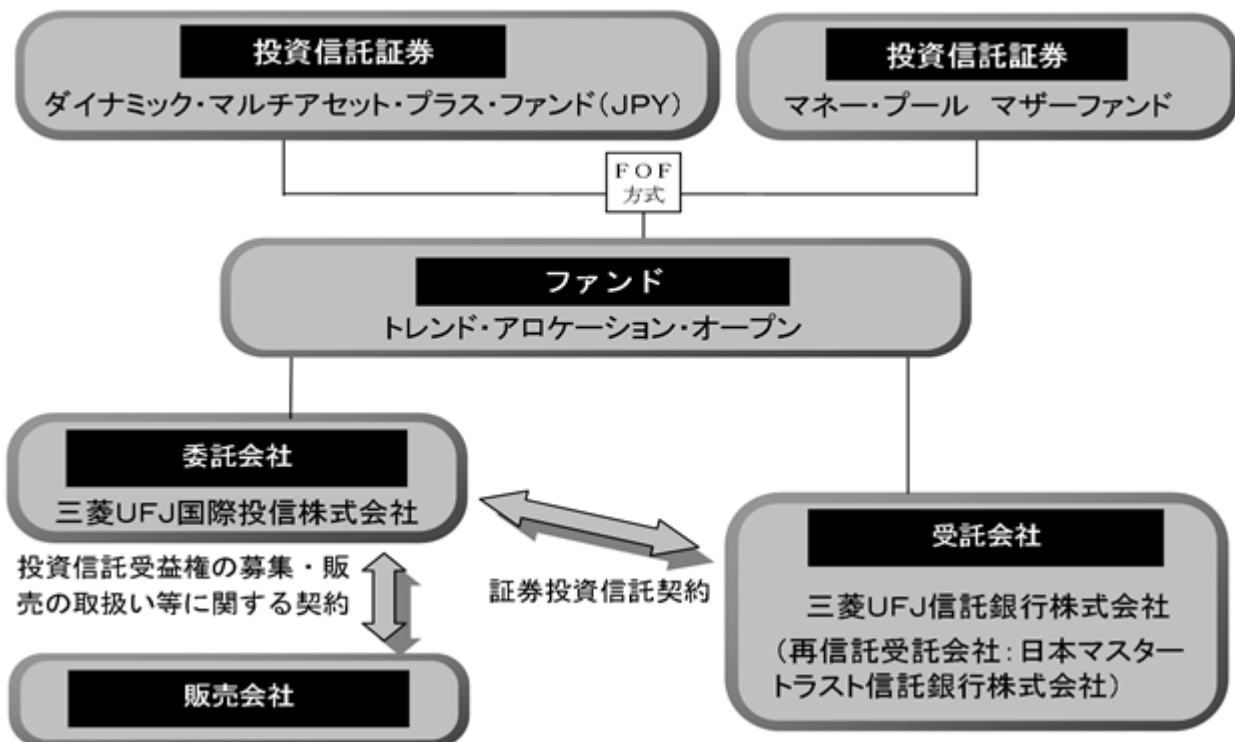 投資信託証券
ダイナミック・マルチアセット・プラス・ファンド(JPY)
投資信託証券
マネー・プール マザーファンド
FOF
方式
ファンド
トレンド・アロケーション・オープン
委託会社
三菱UFJ国際投信株式会社
投資信託受益権の募集・販
売の取扱い等に関する契約
証券投資信託契約
受託会社
三菱UFJ信託銀行株式会社
(再信託受託会社:日本マスター
トラスト信託銀行株式会社)
販売会社